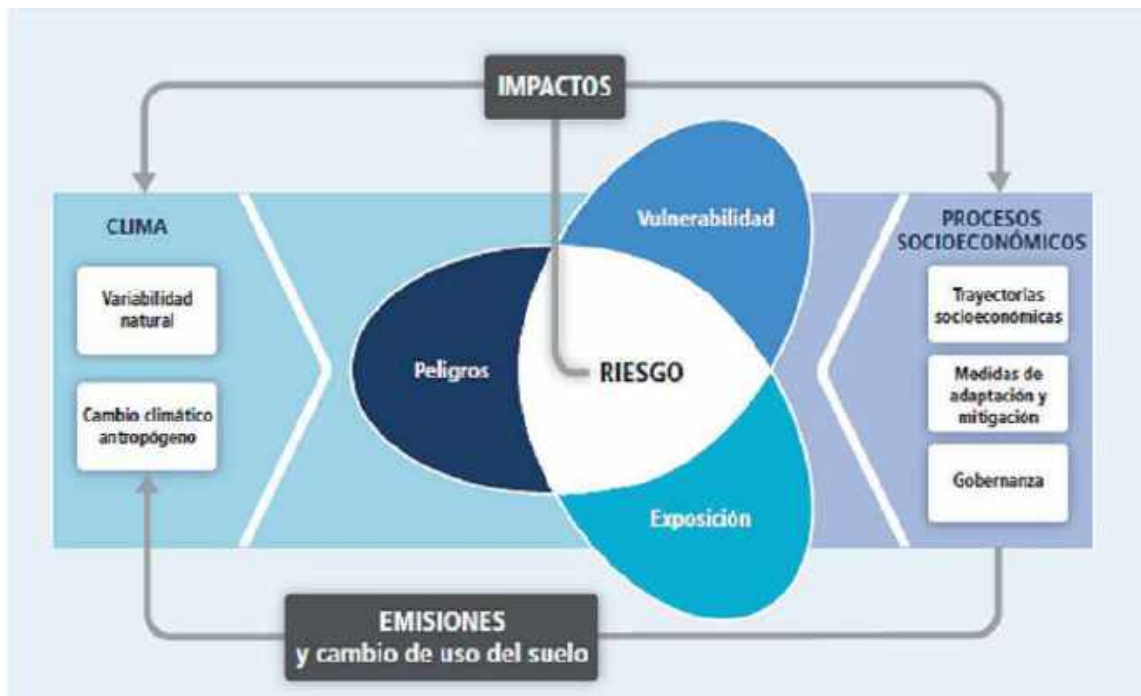 IMPACTOS
CLIMA
Variabilidad
natural
Cambio climático
antropógeno
Vulnerabilidad
Peligros
RIESGO
Exposición
PROCESOS
SOCIOECONÓMICOS
Trayectorias
socioeconómicas
Medidas de
adaptación y
mitigación
Gobernanza
EMISIONES
y cambio de uso del suelo